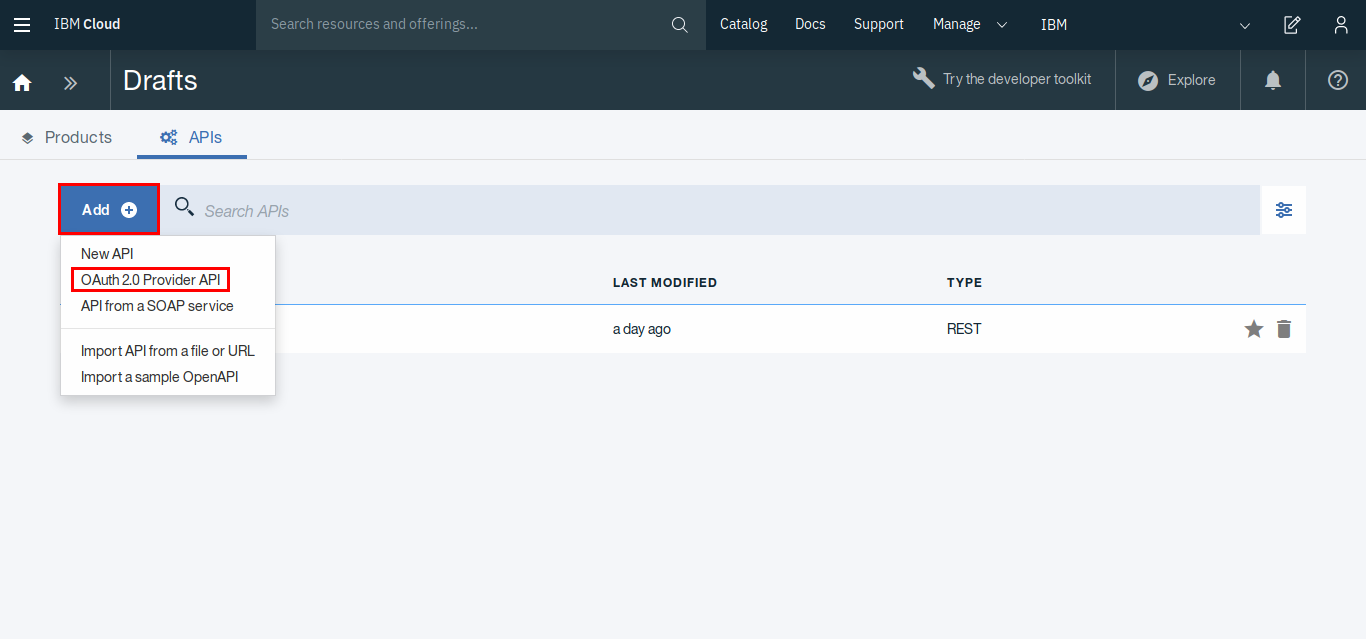 IBM Cloud
Search resources and offerings...
Catalog
Docs
Support
Manage
IBM
Drafts
Try the developer toolkit
Explore
Products
APIs
Add
Search APIs
New API
OAuth 2.0 Provider API
API from a SOAP service
Import API from a file or URL
Import a sample OpenAPI
LAST MODIFIED
TYPE
a day ago
REST